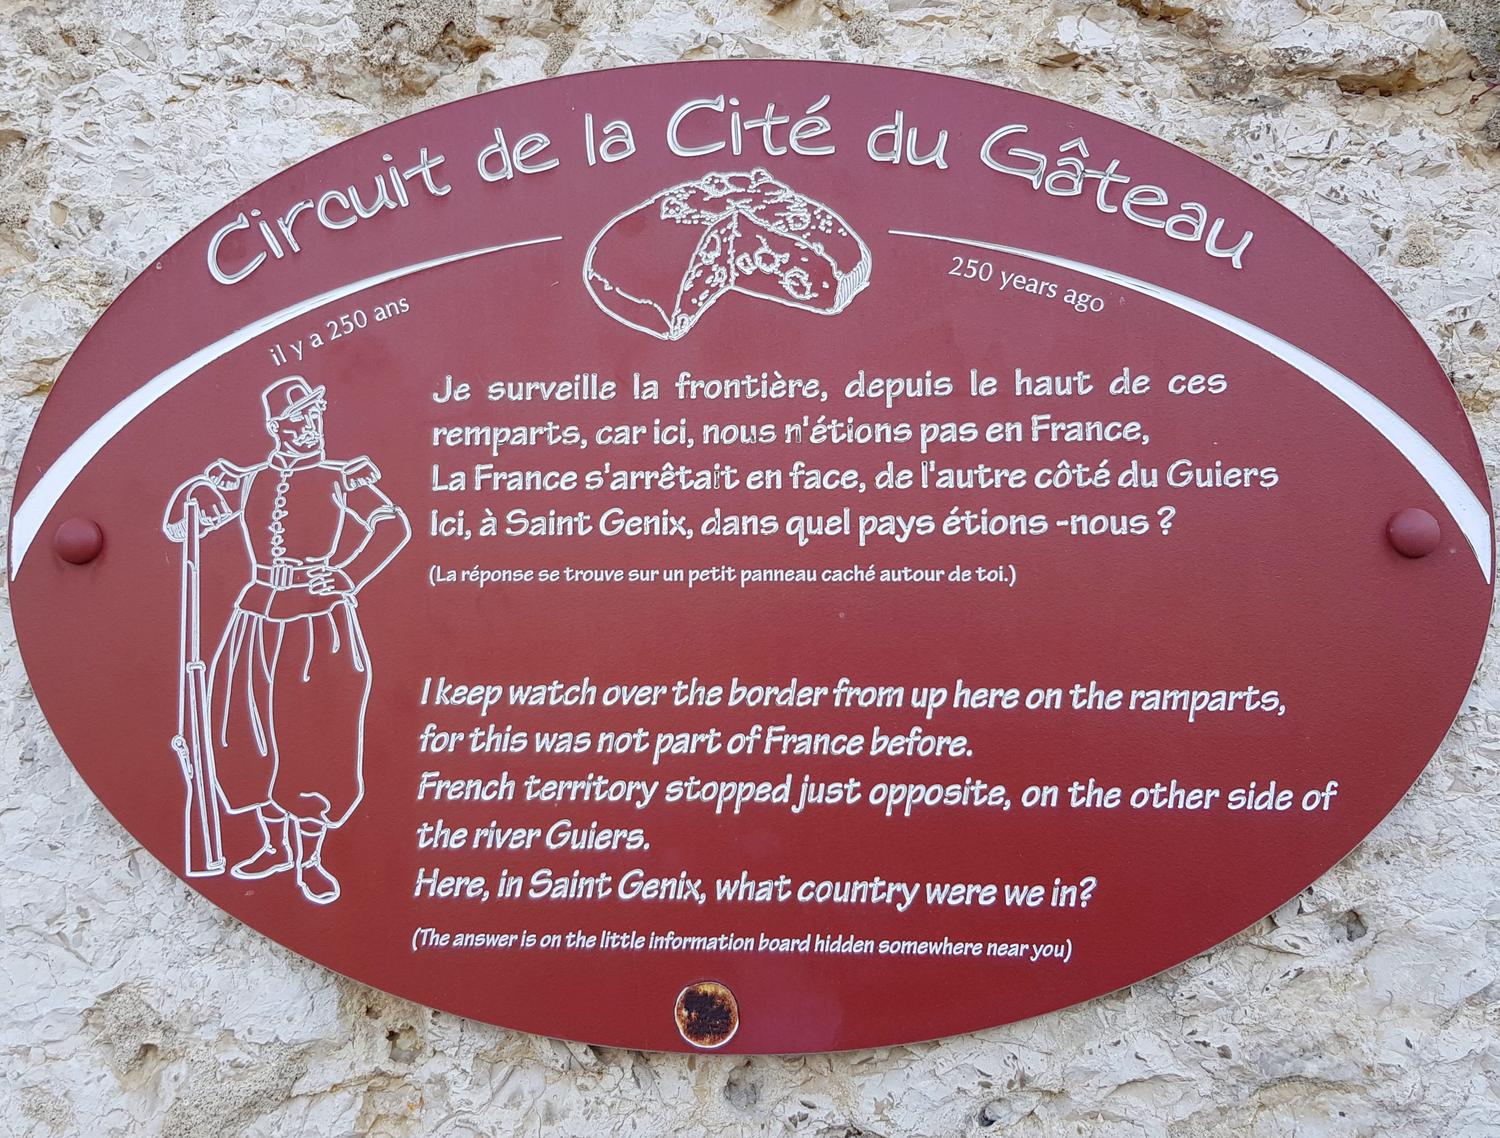 Circuit de la Cité du Gâteau
il y a 250 ans
250 years ago
Je surveille la frontière, depuis le haut de ces
remparts, car ici, nous n'étions pas en France,
La France s'arrêtait en face, de l'autre côté du Guiers
Ici, à Saint Genix, dans quel pays étions -nous ?
(La réponse se trouve sur un petit panneau caché autour de toi.)
I keep watch over the border from up here on the ramparts,
for this was not part of France before.
French territory stopped just opposite, on the other side of
the river Guiers.
Here, in Saint Genix, what country were we in?
(The answer is on the little information board hidden somewhere near you)